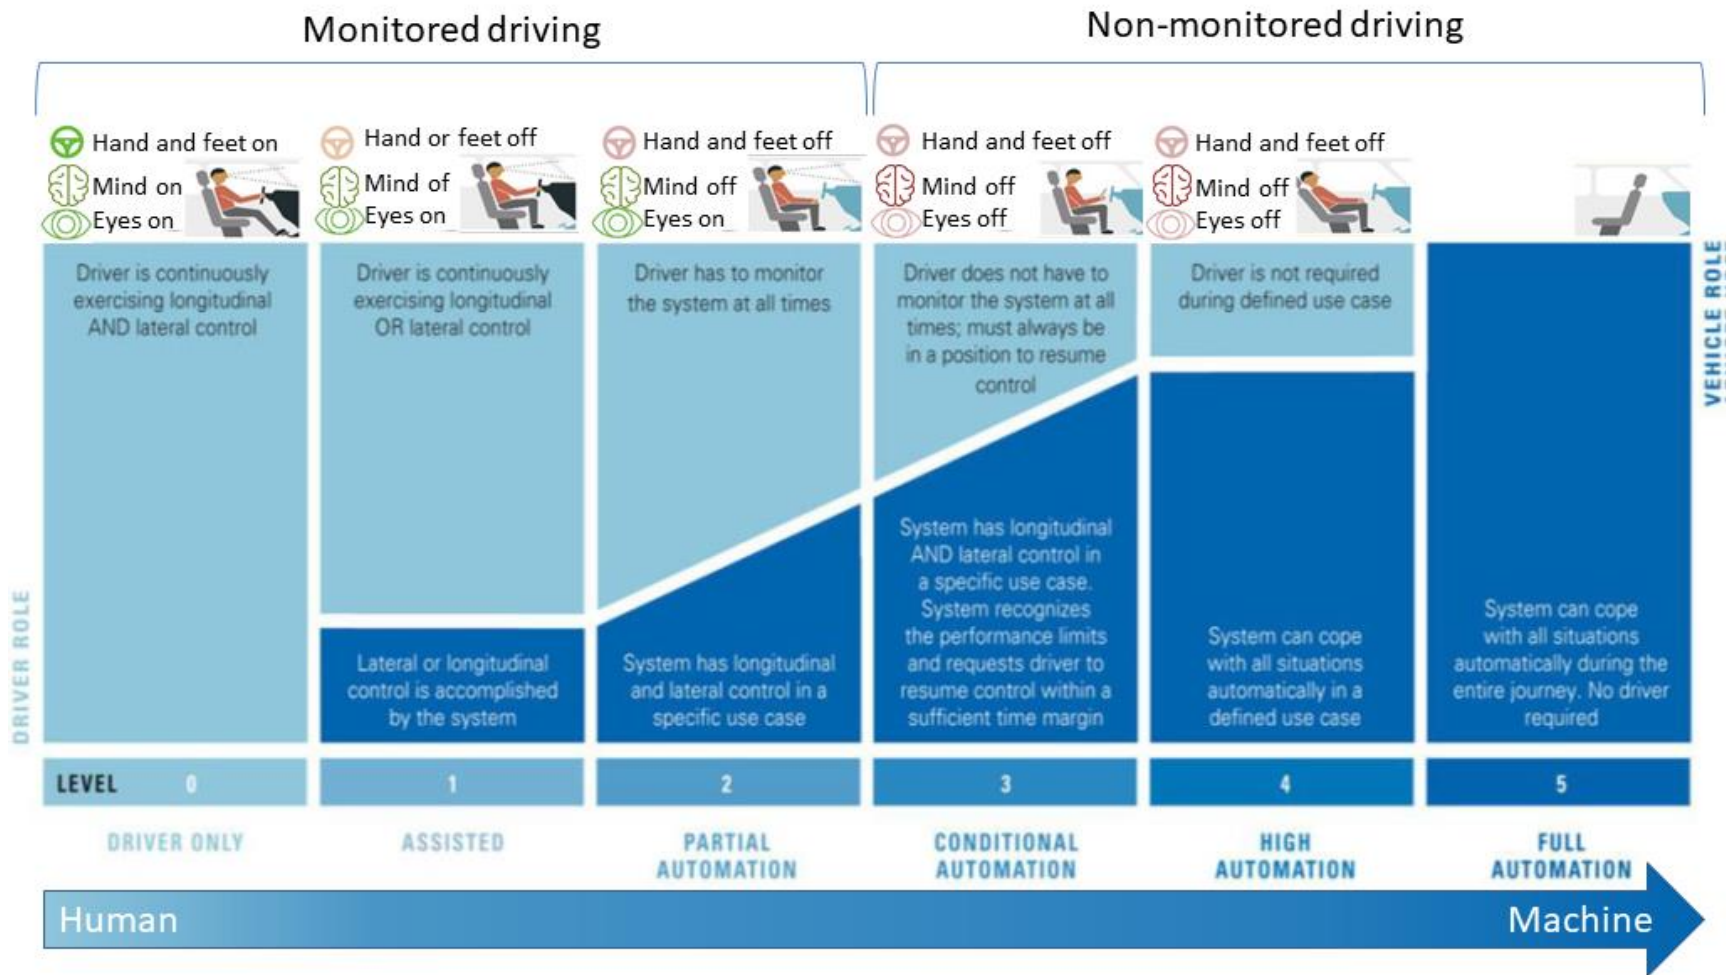 Monitored driving
Non-monitored driving
Hand and feet on
Mind on
Eyes on
Hand or feet off
Mind of
Eyes on
Hand and feet off
Mind off
Eyes on
Hand and feet off
Mind off
Eyes off
Hand and feet off
Mind off
Eyes off
Driver is continuously
exercising longitudinal
AND lateral control
Driver is continuously
exercising longitudinal
OR lateral control
Driver has to monitor
the system at all times
Driver does not have to
monitor the system at all
times; must always be
in a position to resume
control
Driver is not required
during defined use case
VEHICLE ROLE
DRIVER ROLE
Lateral or longitudinal
control is accomplished
by the system
System has longitudinal
and lateral control in a
specific use case
System has longitudinal
AND lateral control in
a specific use case.
System recognizes
the performance limits
and requests driver to
resume control within a
sufficient time margin
System can cope
with all situations
automatically in a
defined use case
System can cope
with all situations
automatically during the
entire journey. No driver
required
LEVEL 0 1 2 3 4 5
DRIVER ONLY
ASSISTED
PARTIAL
AUTOMATION
CONDITIONAL
AUTOMATION
HIGH
AUTOMATION
FULL
AUTOMATION
Human
Machine